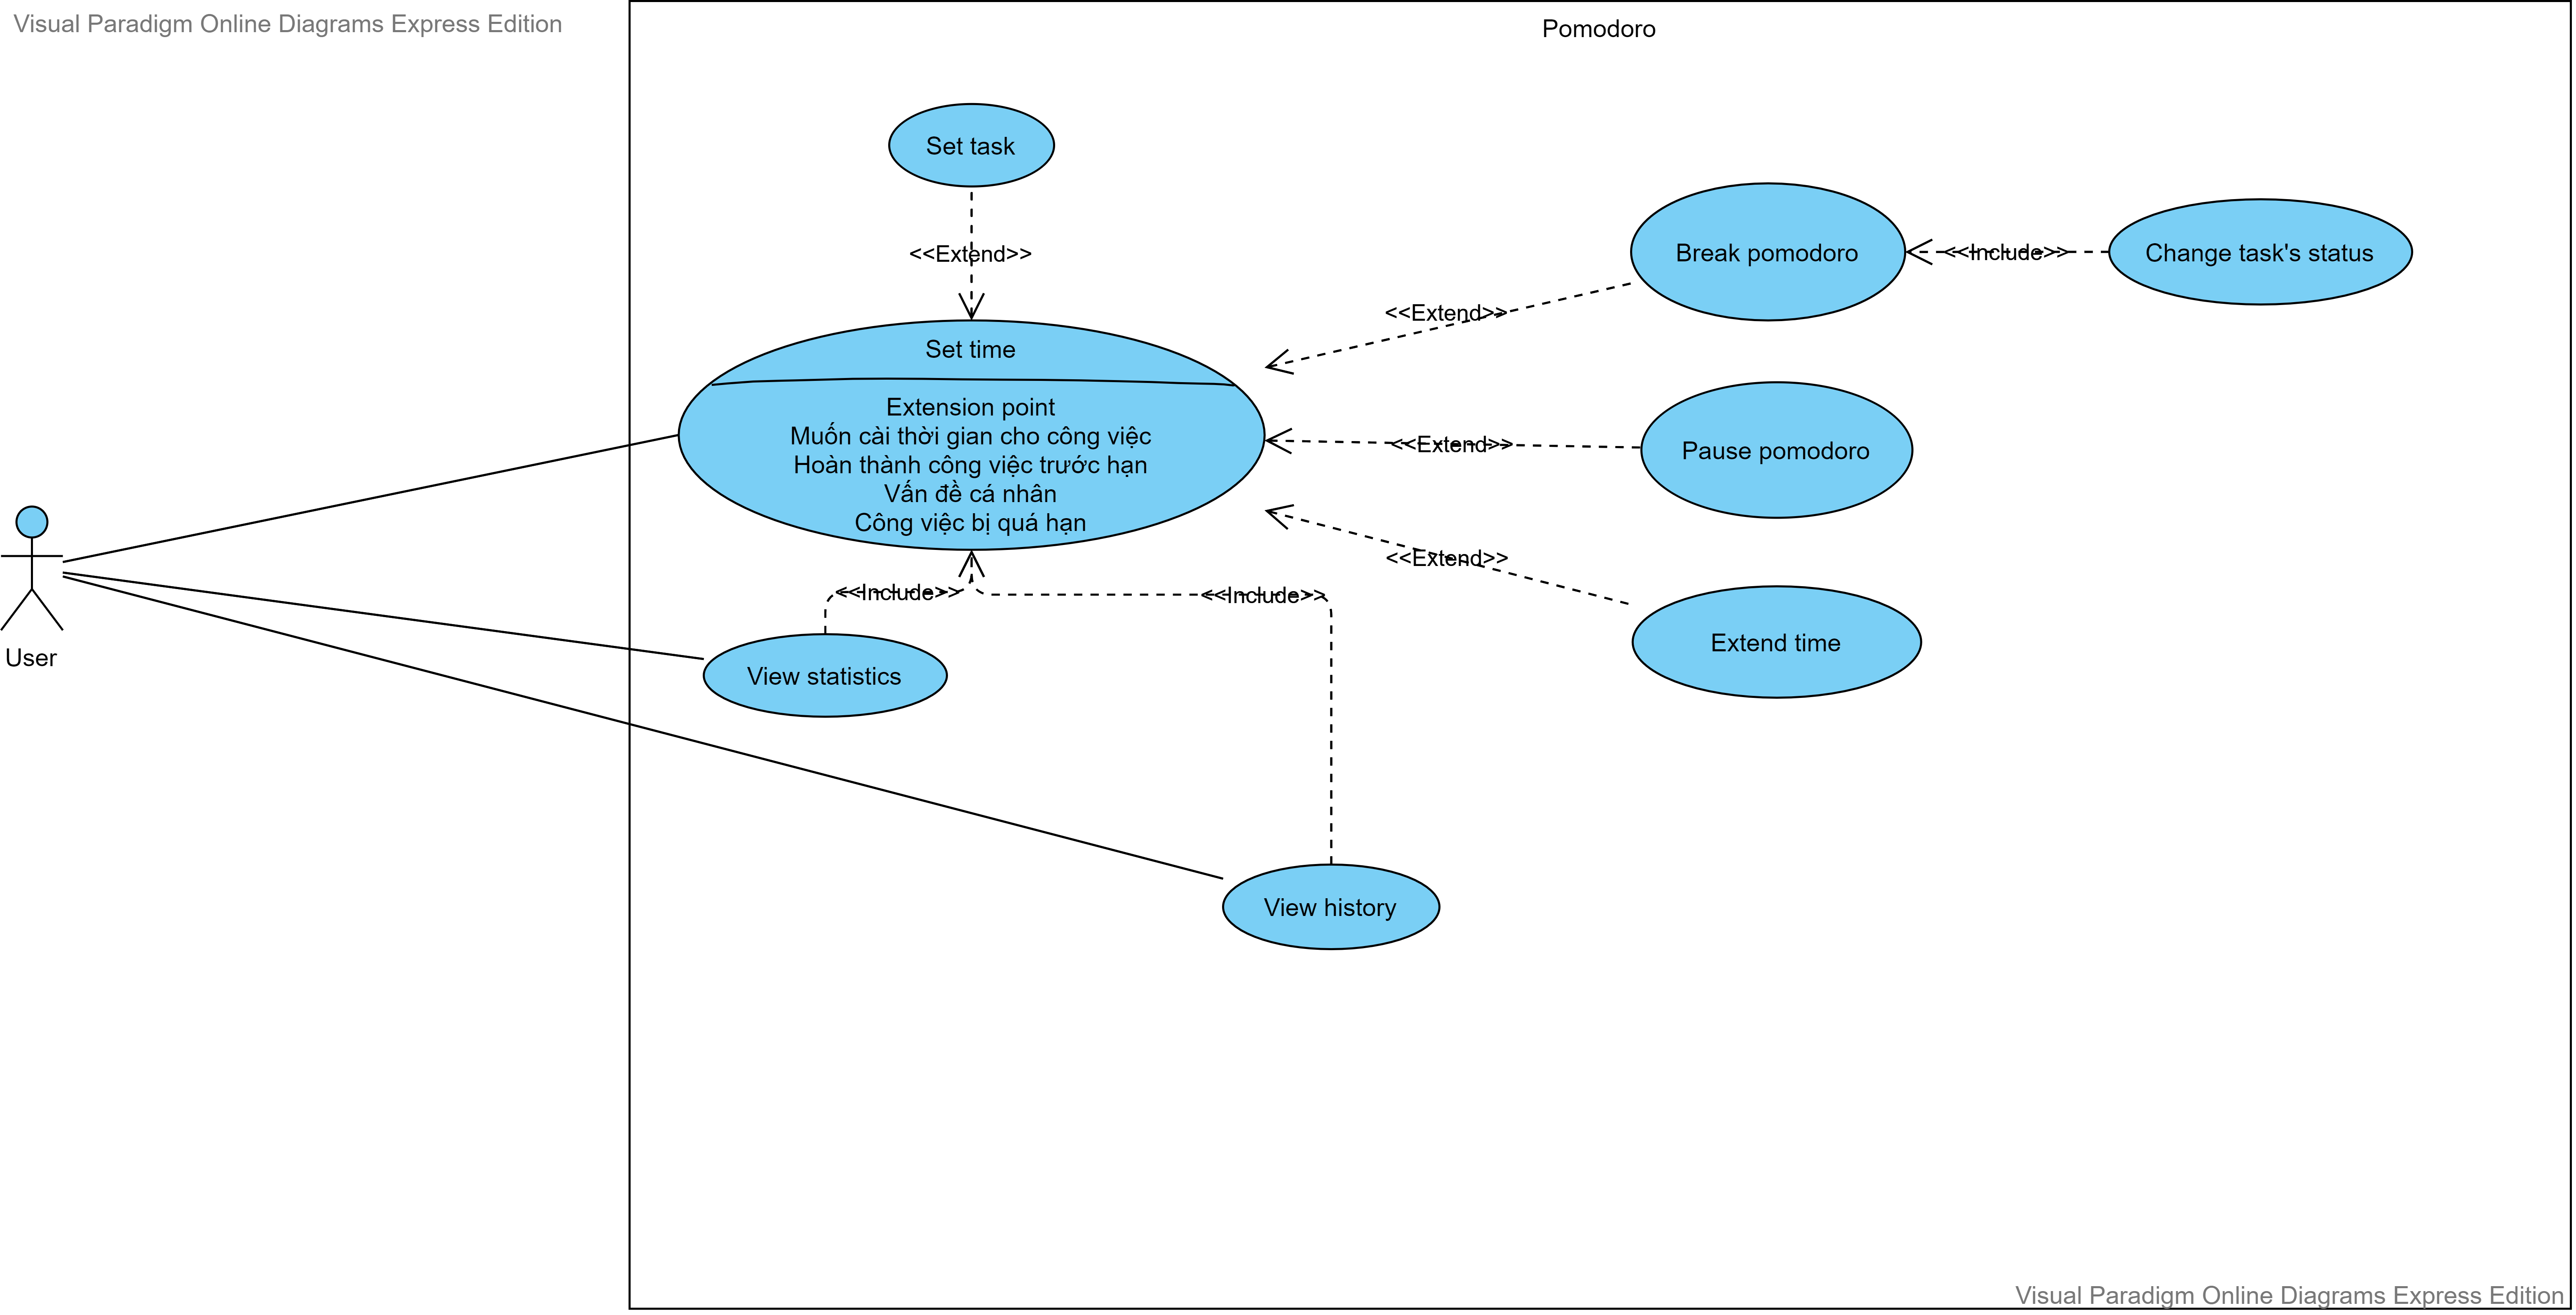 Visual Paradigm Online Diagrams Express Edition
Pomodoro
Set task
<<Extend>>
Break pomodoro
<<Include>>
Change task's status
<<Extend>>
Set time
Extension point
Muốn cài thời gian cho công việc
Hoàn thành công việc trước hạn
Vấn đề cá nhân
Công việc bị quá hạn
<<Extend>>
Pause pomodoro
<<Extend>>
Extend time
<<Include>>
<<Include>>
User
View statistics
View history
Visual Paradigm Online Diagrams Express Edition